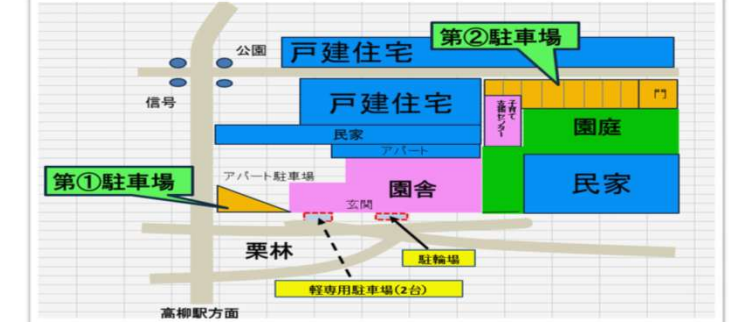 公園
戸建住宅
第②駐車場
信号
戸建住宅
子育て
支援センター
門
園庭
民家
アパート
第①駐車場
アパート駐車場
園舎
民家
玄関
栗林
駐輪場
軽専用駐車場(2台)
高柳駅方面